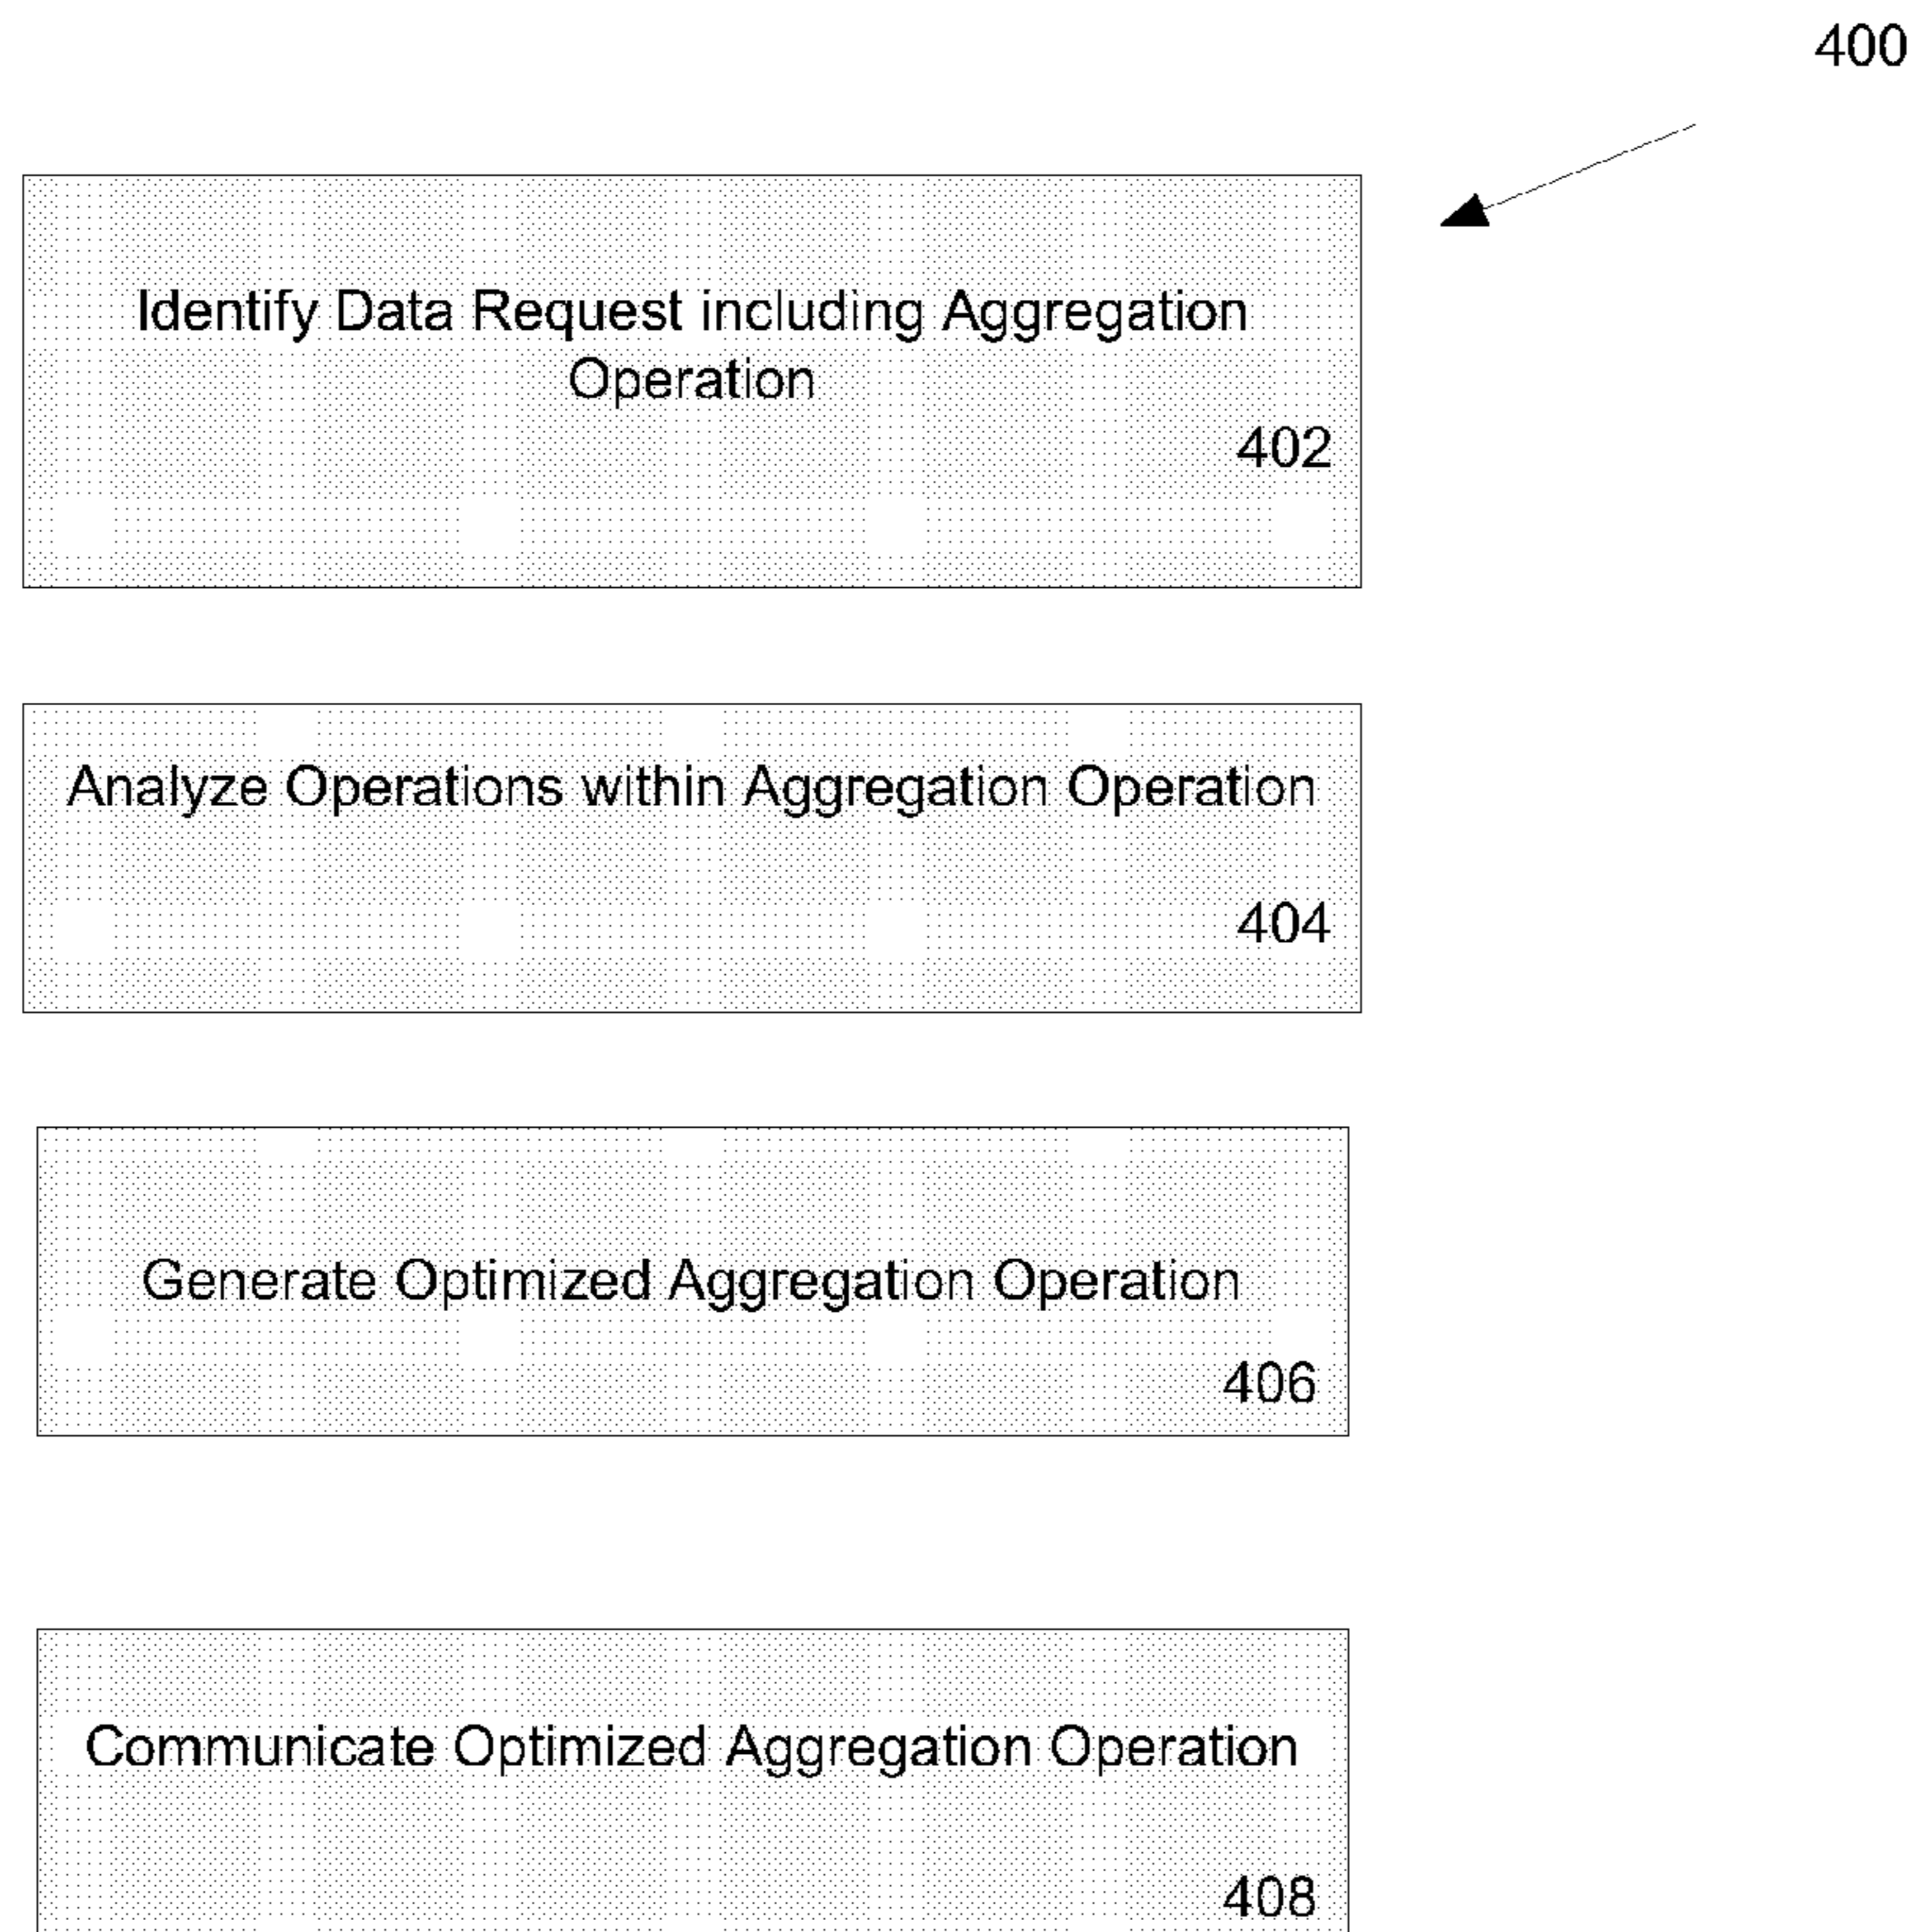 400
Identify Data Request including Aggregation
Operation
402
Analyze Operations within Aggregation Operation
404
Generate Optimized Aggregation Operation
406
Communicate Optimized Aggregation Operation
408